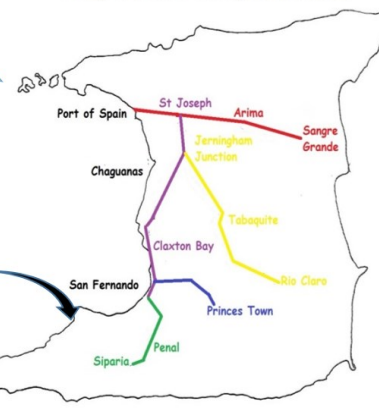 St Joseph
Port of Spain
Arima
Sangre
Grande
Jerningham
Junction
Chaguanas
Tabaquite
Claxton Bay
San Fernando
Rio Claro
Princes Town
Penal
Siparia